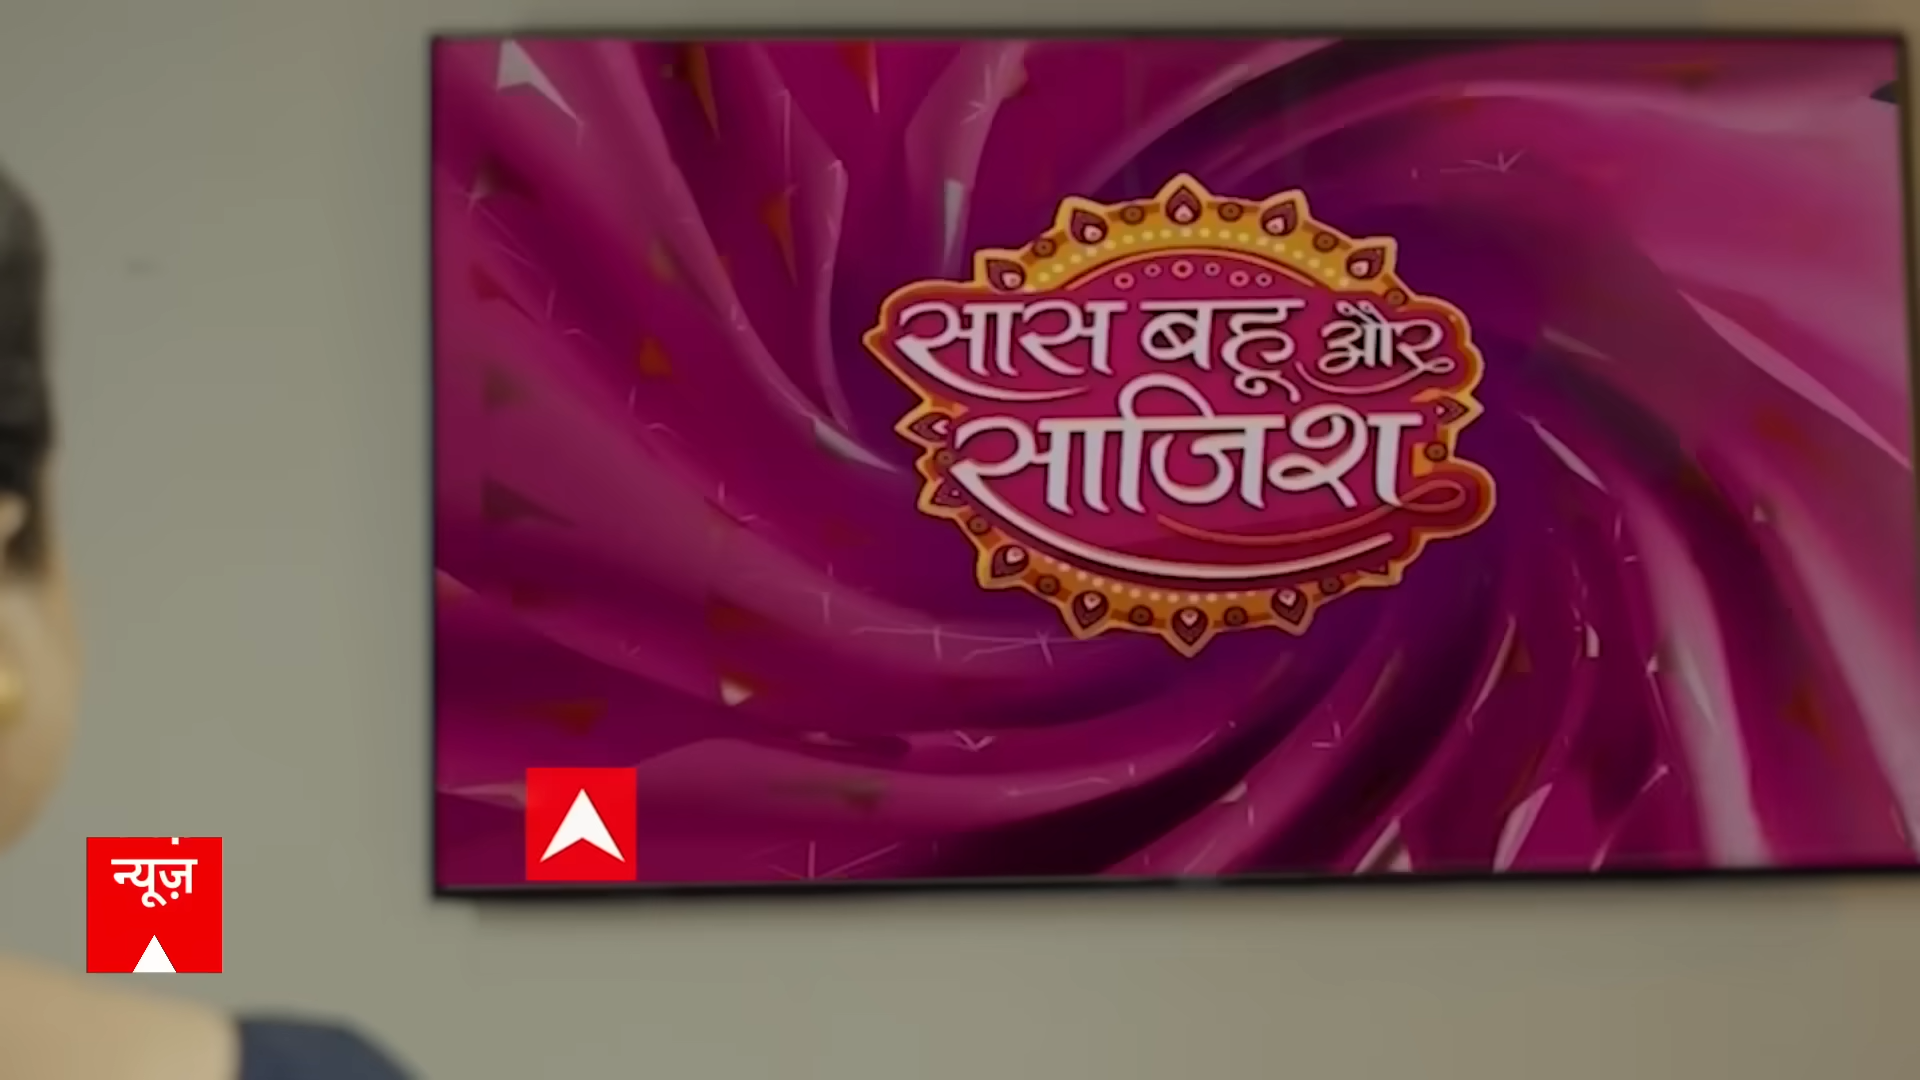 सास बहू और
साजिश
न्यूज़